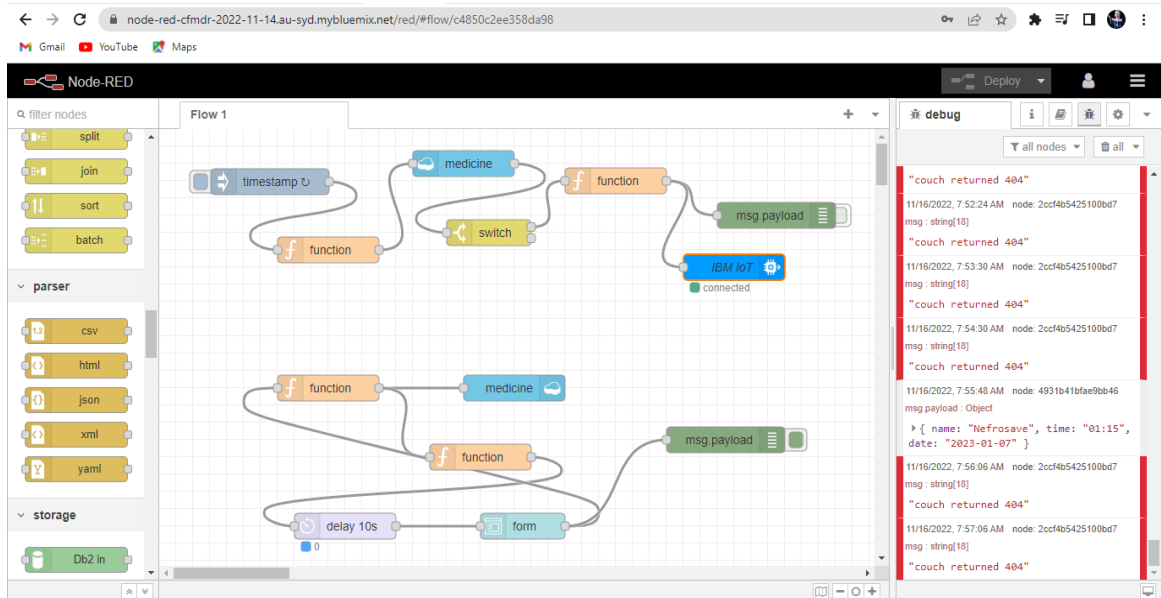 node-red-cfmdr-2022-11-14.au-syd.mybluemix.net/red/#flow/c4850c2ee358da98
Gmail YouTube Maps
Node-RED Deploy
filter nodes Flow 1 debug i
all nodes all
split
join
sort
batch
parser
csv
html
json
xml
yaml
storage
Db2 in
timestamp ↻
function
medicine
switch
function
msg.payload
IBM IoT
connected
function
medicine
function
msg.payload
delay 10s
0
form
"couch returned 404"
11/16/2022, 7:52:24 AM node: 2ccf4b5425100bd7
msg : string[18]
"couch returned 404"
11/16/2022, 7:53:30 AM node: 2ccf4b5425100bd7
msg : string[18]
"couch returned 404"
11/16/2022, 7:54:30 AM node: 2ccf4b5425100bd7
msg : string[18]
"couch returned 404"
11/16/2022, 7:55:48 AM node: 4931b41bfae9bb46
msg.payload : Object
{ name: "Nefrosave", time: "01:15",
date: "2023-01-07" }
11/16/2022, 7:56:06 AM node: 2ccf4b5425100bd7
msg : string[18]
"couch returned 404"
11/16/2022, 7:57:06 AM node: 2ccf4b5425100bd7
msg : string[18]
"couch returned 404"